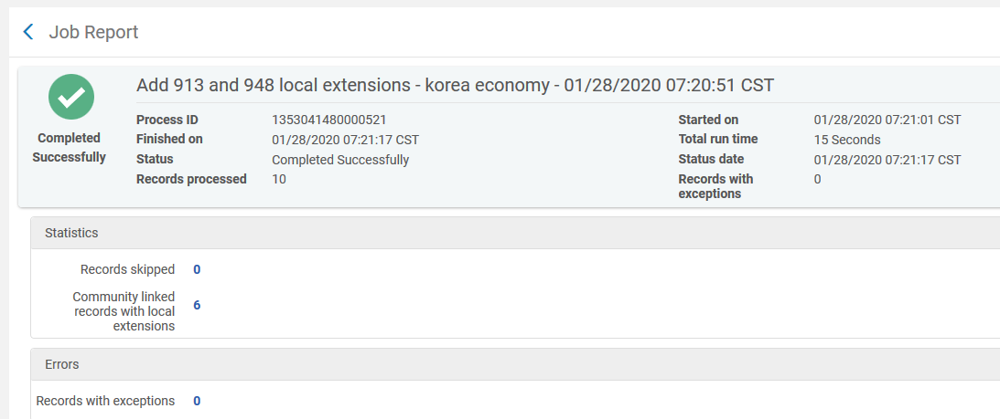 Job Report
Add 913 and 948 local extensions - korea economy - 01/28/2020 07:20:51 CST
Completed
Successfully
Process ID 1353041480000521 Started on 01/28/2020 07:21:01 CST
Finished on 01/28/2020 07:21:17 CST Total run time 15 Seconds
Status Completed Successfully Status date 01/28/2020 07:21:17 CST
Records processed 10 Records with 0
exceptions
Statistics
Records skipped 0
Community linked
records with local 6
extensions
Errors
Records with exceptions 0